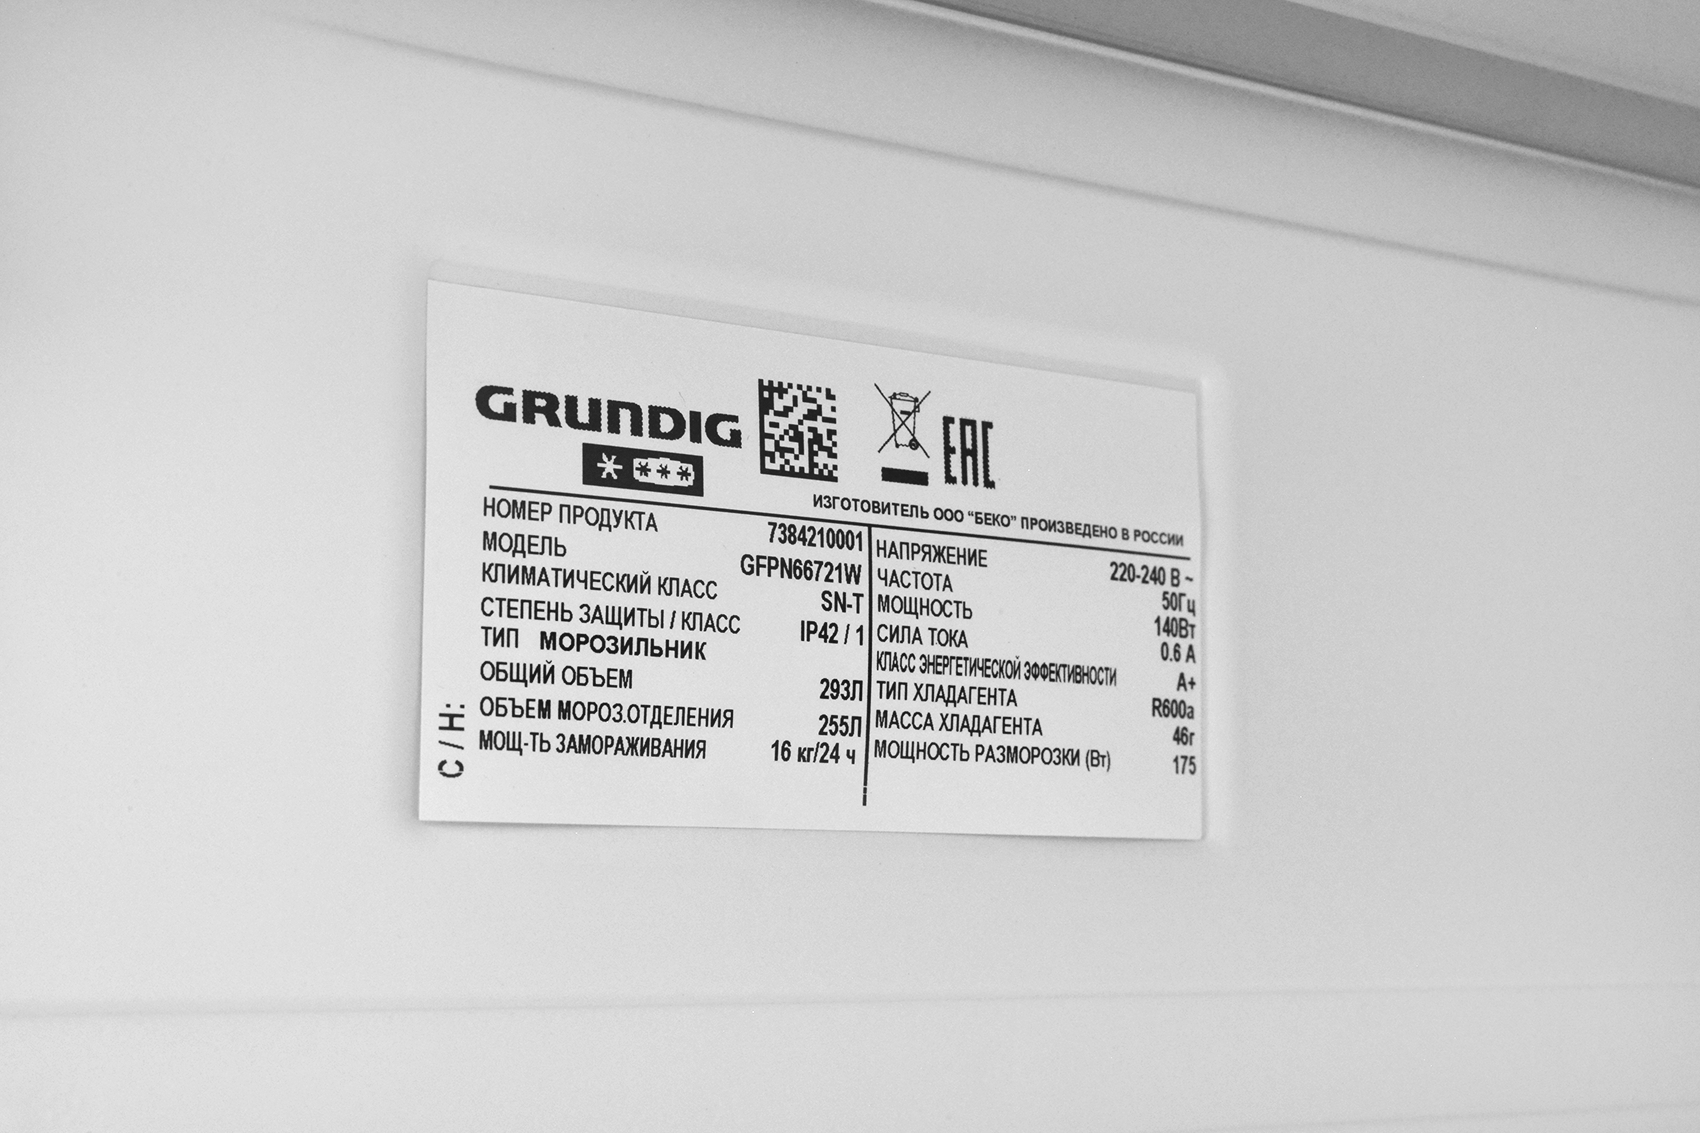 GRUNDIG
EAC
ИЗГОТОВИТЕЛЬ ООО “БЕКО” ПРОИЗВЕДЕНО В РОССИИ
НОМЕР ПРОДУКТА 7384210001
МОДЕЛЬ GFPN66721W
КЛИМАТИЧЕСКИЙ КЛАСС SN-T
СТЕПЕНЬ ЗАЩИТЫ / КЛАСС IP42 / 1
ТИП МОРОЗИЛЬНИК
ОБЩИЙ ОБЪЕМ 293Л
ОБЪЕМ МОРОЗ.ОТДЕЛЕНИЯ 255Л
МОЩ-ТЬ ЗАМОРАЖИВАНИЯ 16 кг/24 ч
С / Н:
НАПРЯЖЕНИЕ 220-240 В ~
ЧАСТОТА 50Гц
МОЩНОСТЬ 140Вт
СИЛА ТОКА 0.6 А
КЛАСС ЭНЕРГЕТИЧЕСКОЙ ЭФФЕКТИВНОСТИ А+
ТИП ХЛАДАГЕНТА R600a
МАССА ХЛАДАГЕНТА 46г
МОЩНОСТЬ РАЗМОРОЗКИ (Вт) 175